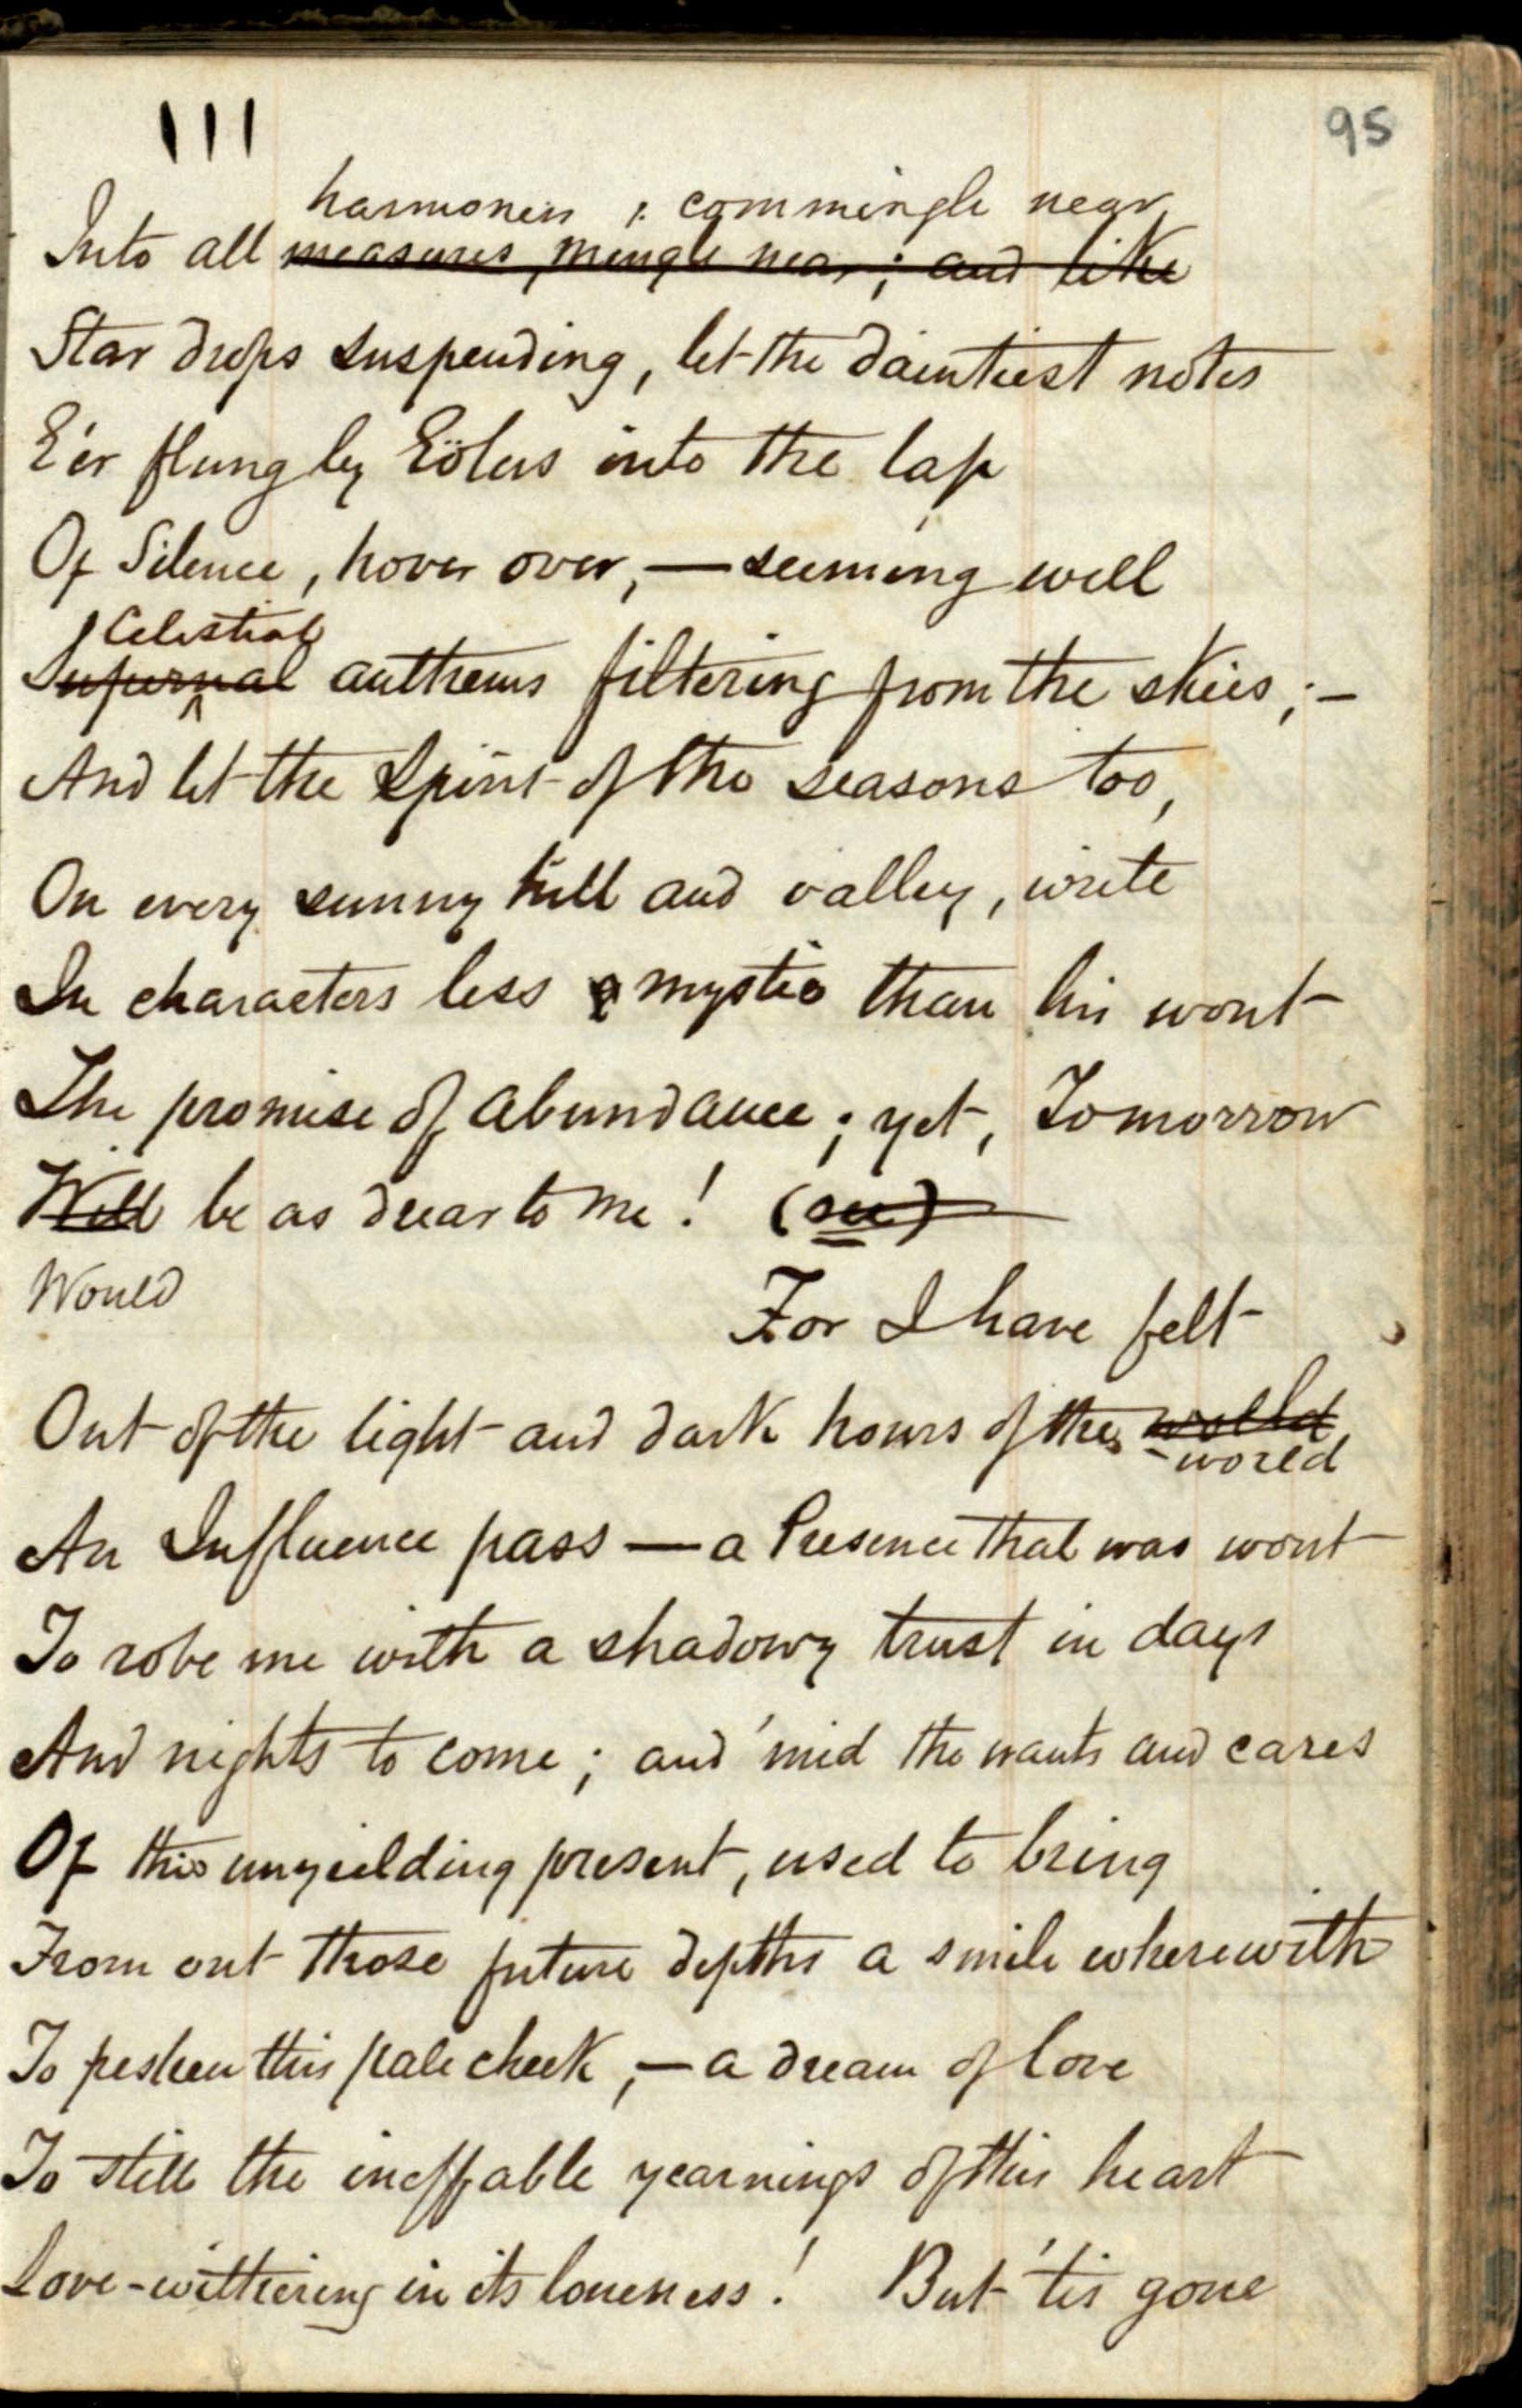 111
95
harmonies ; commingle near,
Into all measures, mingle near; and like
Star drops suspending, let the daintiest notes
E'er flung by Eölus into the lap
Of Silence, hover over, — seeming well
Celestial
Supernal anthems filtering from the skies ; —
And let the Spirit of the seasons too,
On every sunny hill and valley, write
In characters less mystic than his wont
The promise of abundance ; yet, Tomorrow
Will be as drear to me !
Would
For I have felt
Out of the light and dark hours of the world
world
An Influence pass — a Presence that was wont
To robe me with a shadowy trust in days
And nights to come ; and 'mid the wants and cares
Of this unyielding present, used to bring
From out those future depths a smile wherewith
To freshen this pale cheek, — a dream of love
To still the ineffable yearnings of this heart
Love-withering in its loneness ! But 'tis gone